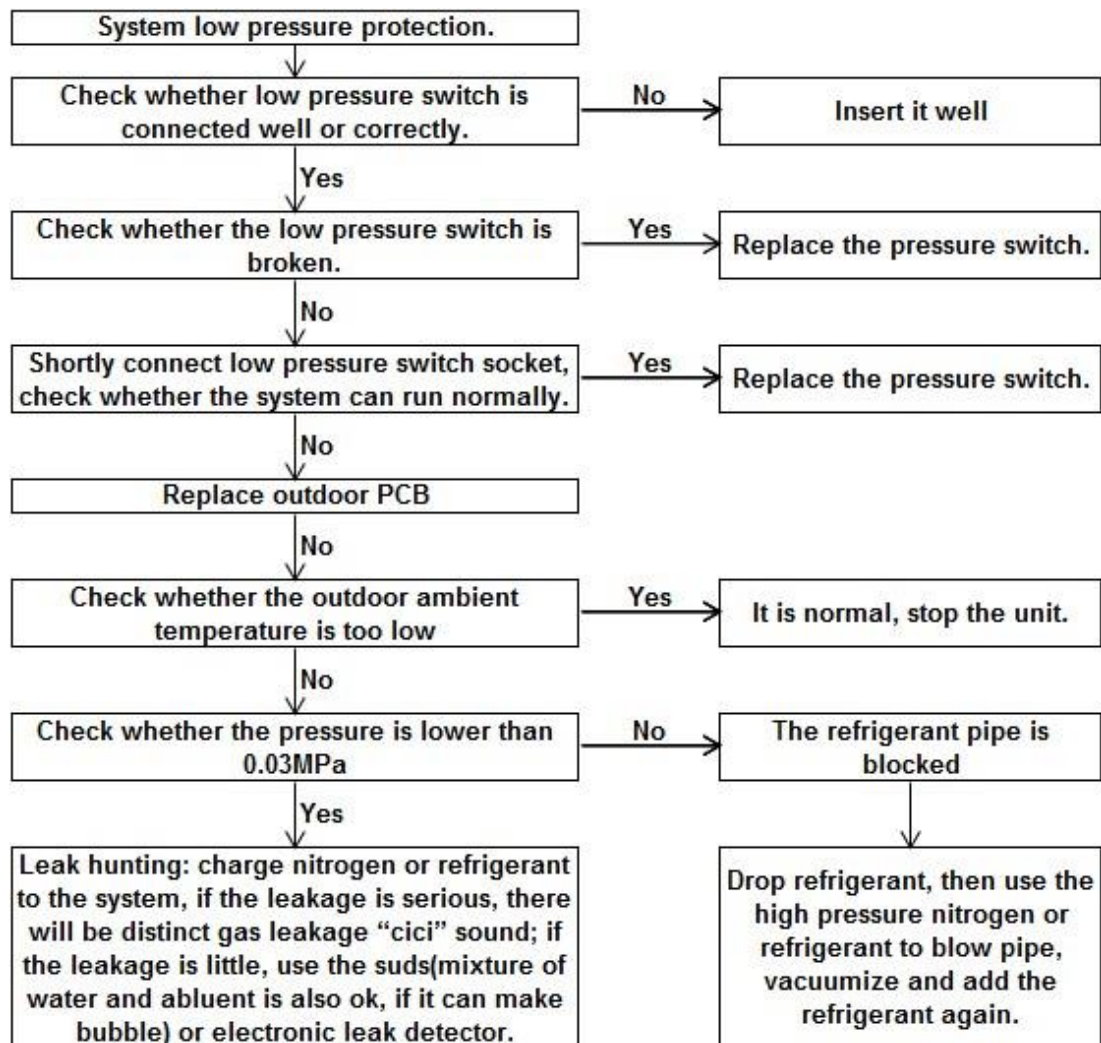 System low pressure protection.
Check whether low pressure switch is
connected well or correctly.
No
Insert it well
Yes
Check whether the low pressure switch is
broken.
Yes
Replace the pressure switch.
No
Shortly connect low pressure switch socket,
check whether the system can run normally.
Yes
Replace the pressure switch.
No
Replace outdoor PCB
No
Check whether the outdoor ambient
temperature is too low
Yes
It is normal, stop the unit.
No
Check whether the pressure is lower than
0.03MPa
No
The refrigerant pipe is
blocked
Yes
Leak hunting: charge nitrogen or refrigerant
to the system, if the leakage is serious, there
will be distinct gas leakage “cici” sound; if
the leakage is little, use the suds(mixture of
water and abluent is also ok, if it can make
bubble) or electronic leak detector.
Drop refrigerant, then use the
high pressure nitrogen or
refrigerant to blow pipe,
vacuumize and add the
refrigerant again.